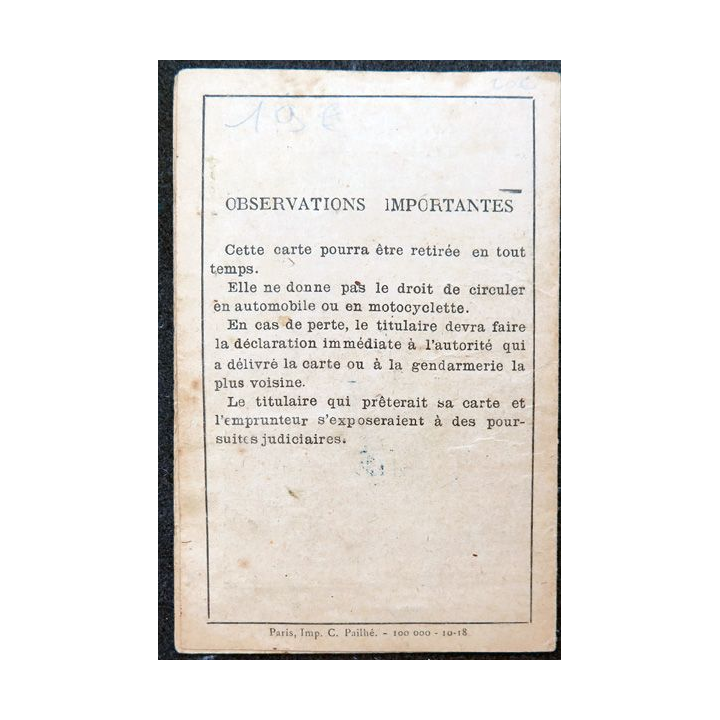 OBSERVATIONS IMPORTANTES
Cette carte pourra être retirée en tout
temps.
Elle ne donne pas le droit de circuler
en automobile ou en motocyclette.
En cas de perte, le titulaire devra faire
la déclaration immédiate à l'autorité qui
a délivré la carte ou à la gendarmerie la
plus voisine.
Le titulaire qui prêterait sa carte et
l'emprunteur s'exposeraient à des pour-
suites judiciaires.
Paris, Imp. C. Pailhé. - 100 000 - 10-18